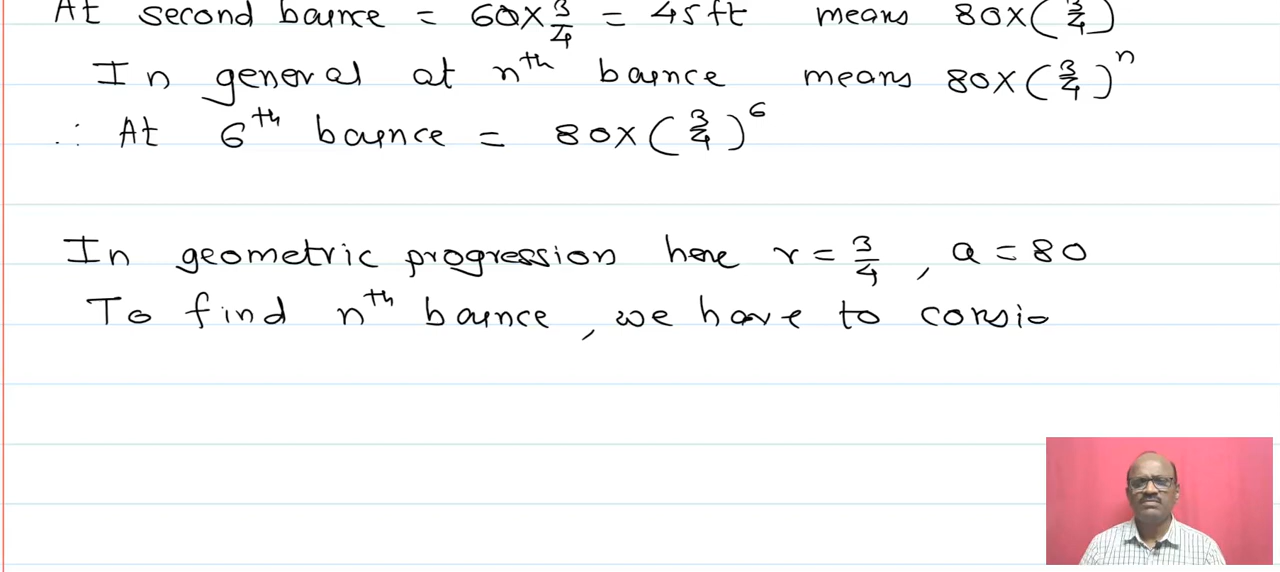 At second bounce = 60 × 3/4 = 45 ft means 80×(3/4)
In general at nth bounce means 80×(3/4)^n
∴ At 6th bounce = 80×(3/4)^6
In geometric progression here r = 3/4, a = 80
To find nth bounce, we have to consi